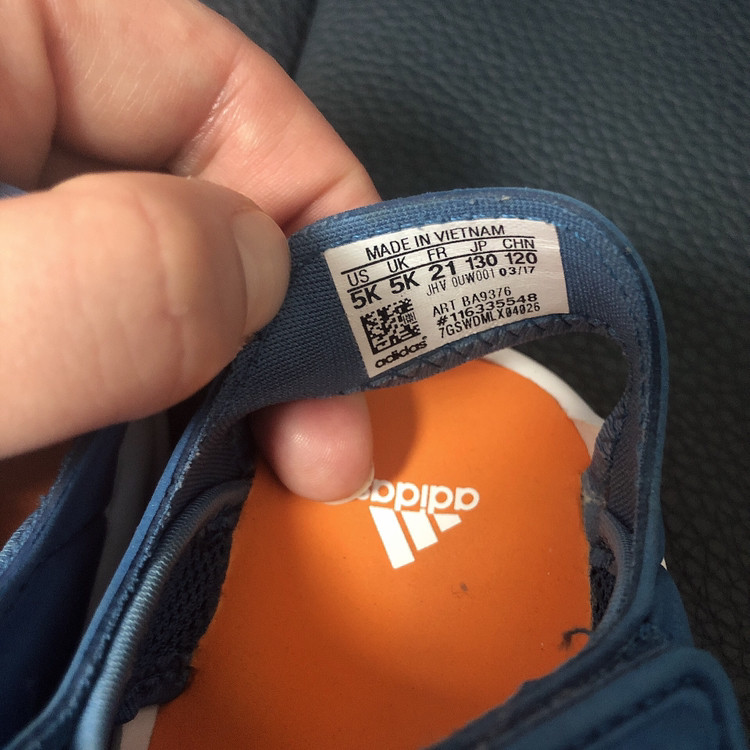 MADE IN VIETNAM
US UK FR JP CHN
5K 5K 21 130 120
JHV 0UW001 03/17
ART BA9376
#116335548
7GSWDMLX04026
adidas
adidas